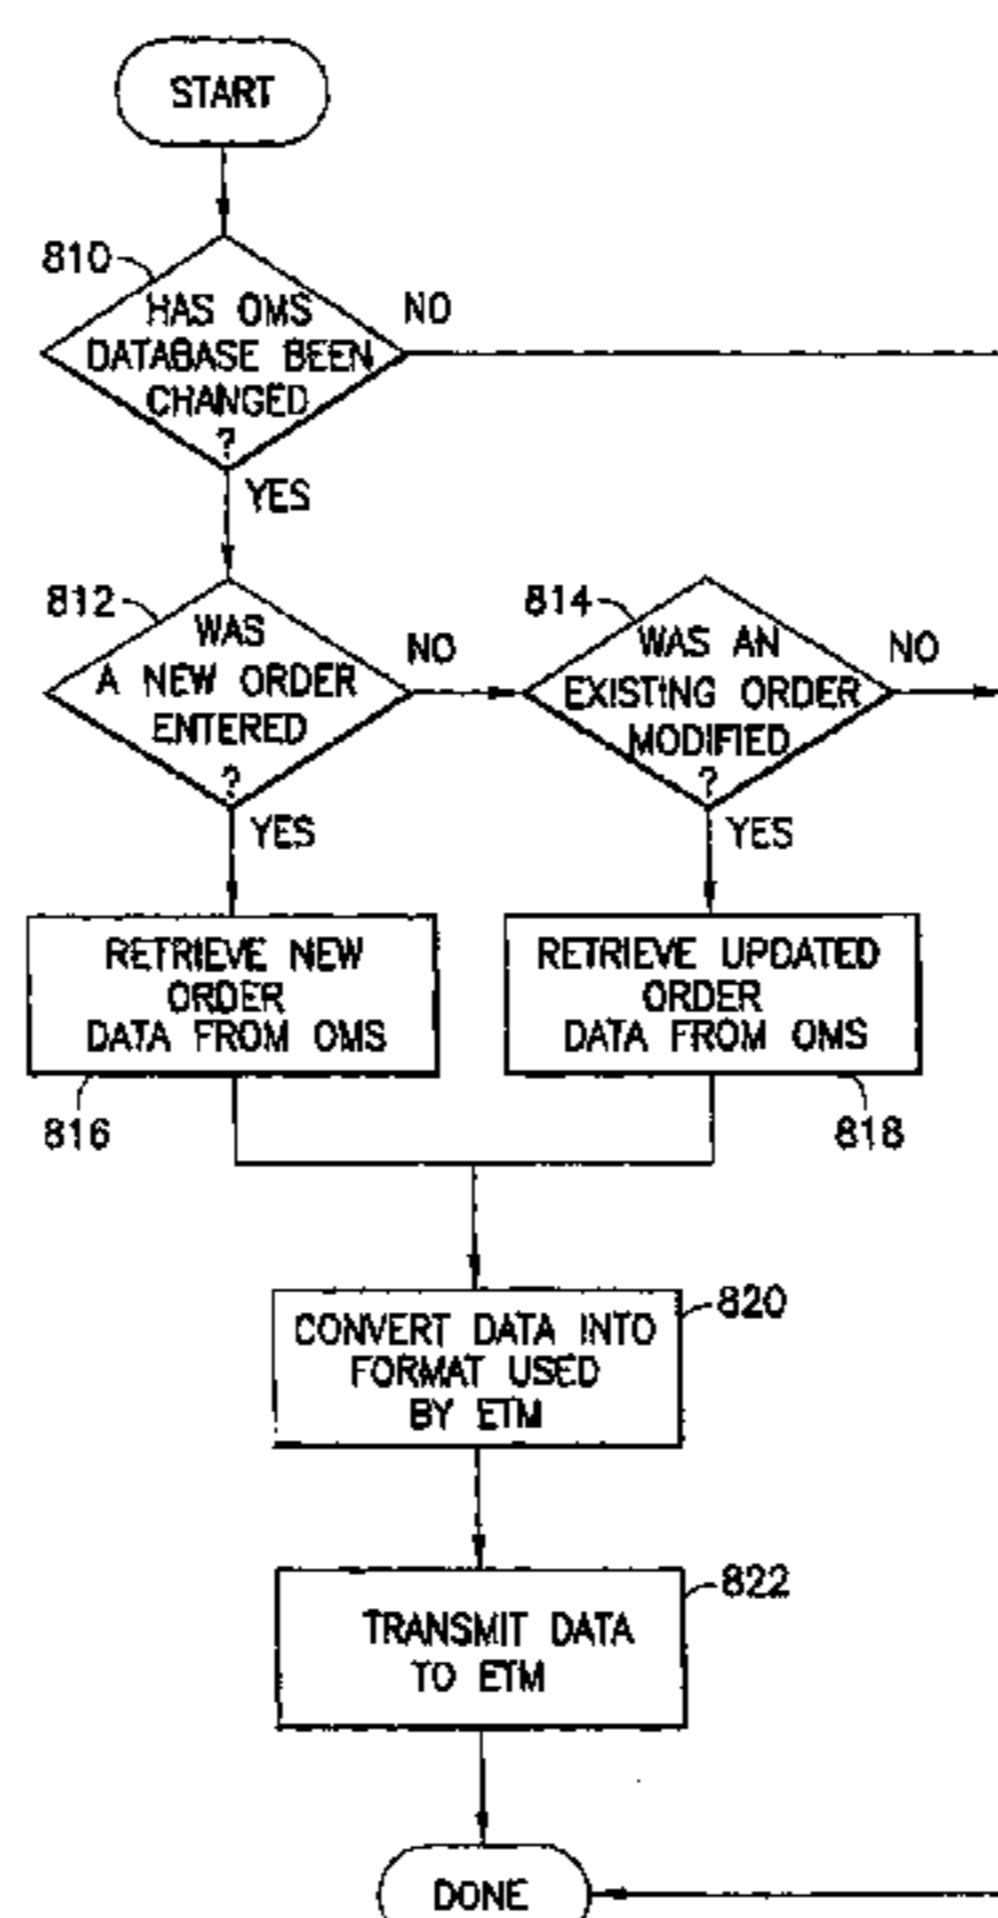 START
810
HAS OMS
DATABASE BEEN
CHANGED
?
NO
YES
812
WAS
A NEW ORDER
ENTERED
?
NO
YES
814
WAS AN
EXISTING ORDER
MODIFIED
?
NO
YES
RETRIEVE NEW
ORDER
DATA FROM OMS
816
RETRIEVE UPDATED
ORDER
DATA FROM OMS
818
CONVERT DATA INTO
FORMAT USED
BY ETM
820
TRANSMIT DATA
TO ETM
822
DONE